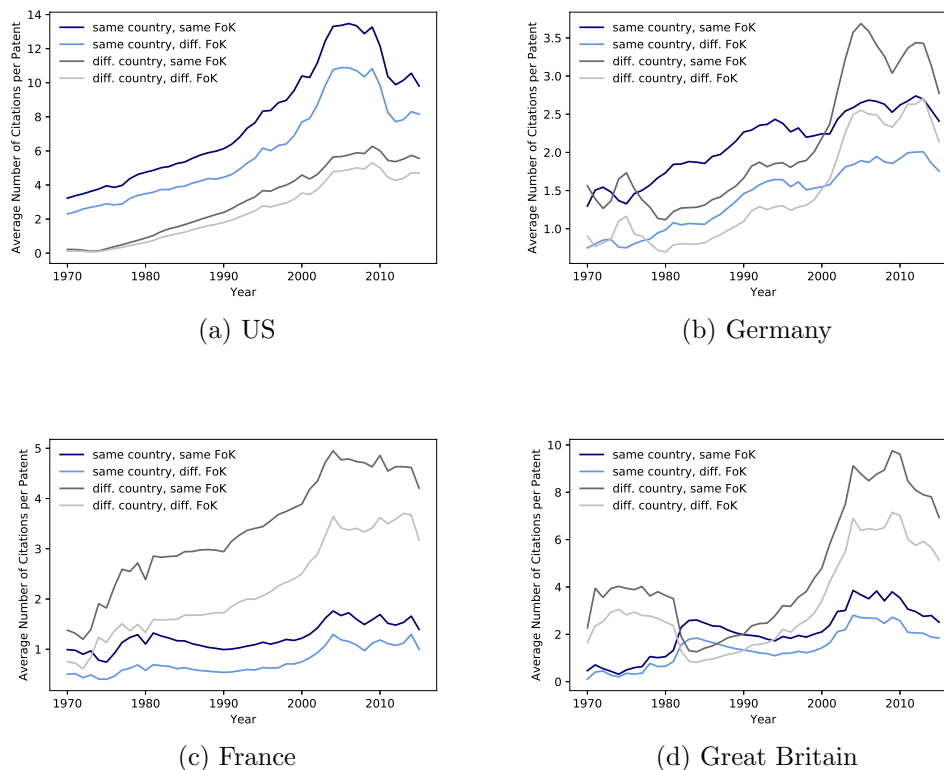 14
12
10
8
6
4
2
0
Average Number of Citations per Patent
same country, same FoK
same country, diff. FoK
diff. country, same FoK
diff. country, diff. FoK
1970 1980 1990 2000 2010
Year
(a) US
3.5
3.0
2.5
2.0
1.5
1.0
Average Number of Citations per Patent
same country, same FoK
same country, diff. FoK
diff. country, same FoK
diff. country, diff. FoK
1970 1980 1990 2000 2010
Year
(b) Germany
5
4
3
2
1
Average Number of Citations per Patent
same country, same FoK
same country, diff. FoK
diff. country, same FoK
diff. country, diff. FoK
1970 1980 1990 2000 2010
Year
(c) France
10
8
6
4
2
0
Average Number of Citations per Patent
same country, same FoK
same country, diff. FoK
diff. country, same FoK
diff. country, diff. FoK
1970 1980 1990 2000 2010
Year
(d) Great Britain